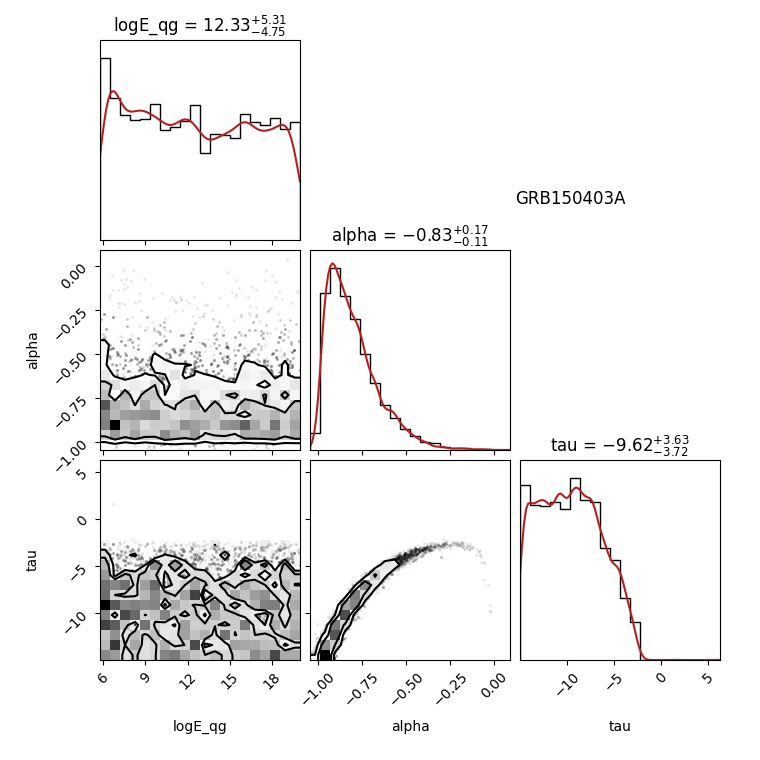 logE_qg = 12.33$^{+5.31}_{-4.75}$
GRB150403A
alpha = −0.83$^{+0.17}_{-0.11}$
alpha
0.00
−0.25
−0.50
−0.75
−1.00
tau = −9.62$^{+3.63}_{-3.72}$
tau
5
0
−5
−10
6 9 12 15 18
−1.00 −0.75 −0.50 −0.25 0.00
−10 −5 0 5
logE_qg alpha tau